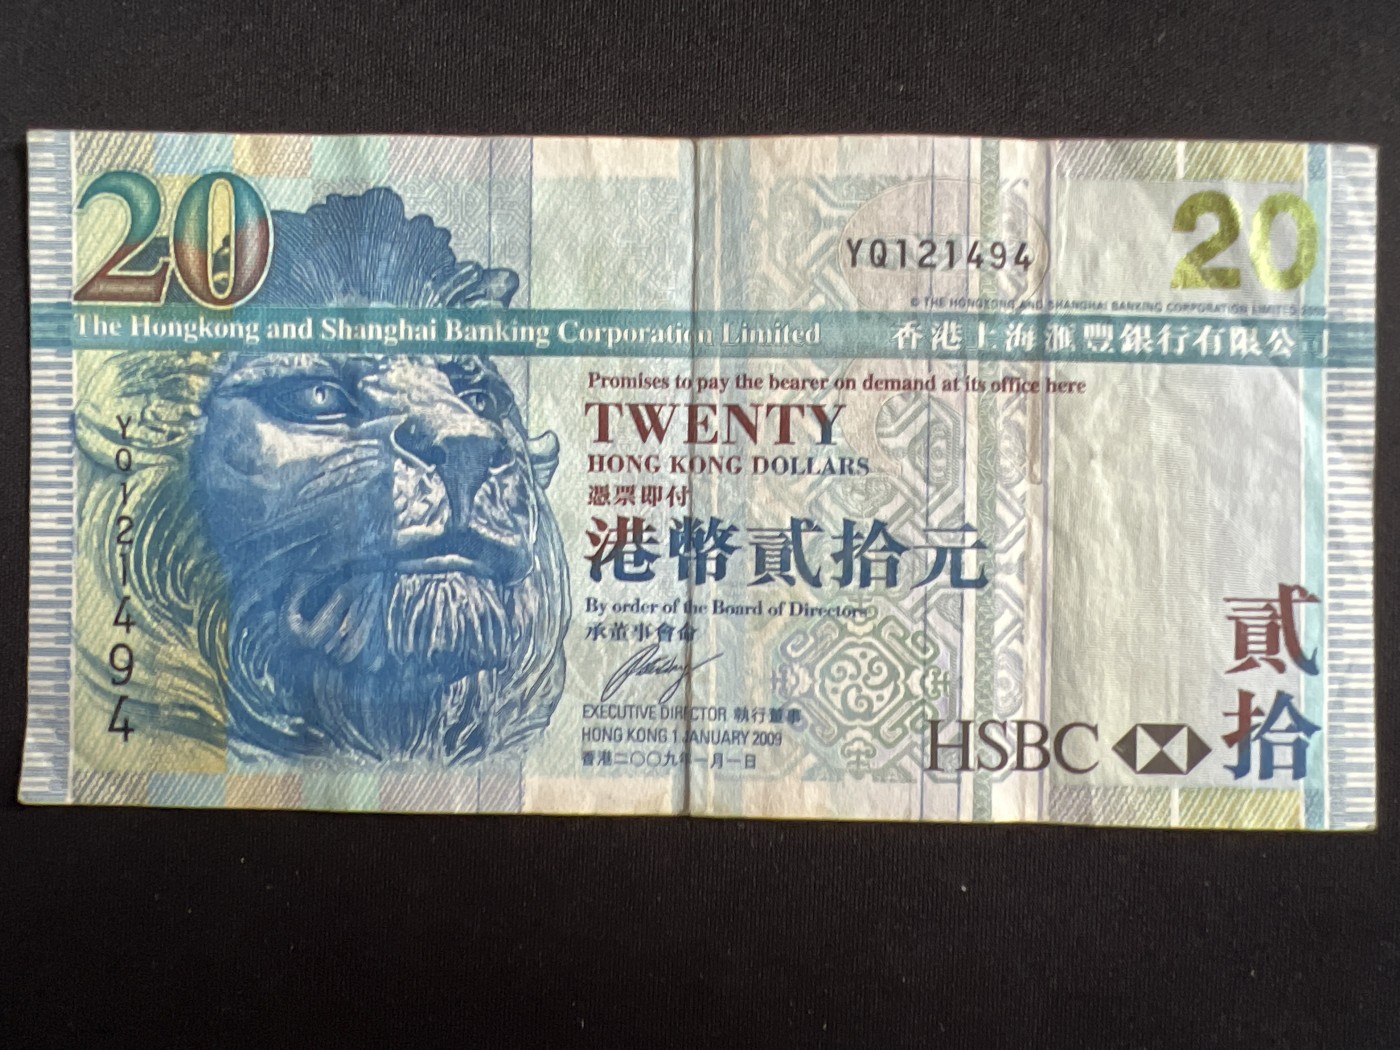 20
YQ121494
20
© THE HONGKONG AND SHANGHAI BANKING CORPORATION LIMITED
The Hongkong and Shanghai Banking Corporation Limited
香港上海滙豐銀行有限公司
Promises to pay the bearer on demand at its office here
TWENTY
HONG KONG DOLLARS
憑票即付
港幣貳拾元
YQ121494
By order of the Board of Directors
承董事會命
EXECUTIVE DIRECTOR 執行董事
HONG KONG 1 JANUARY 2009
香港二〇〇九年一月一日
HSBC
貳拾